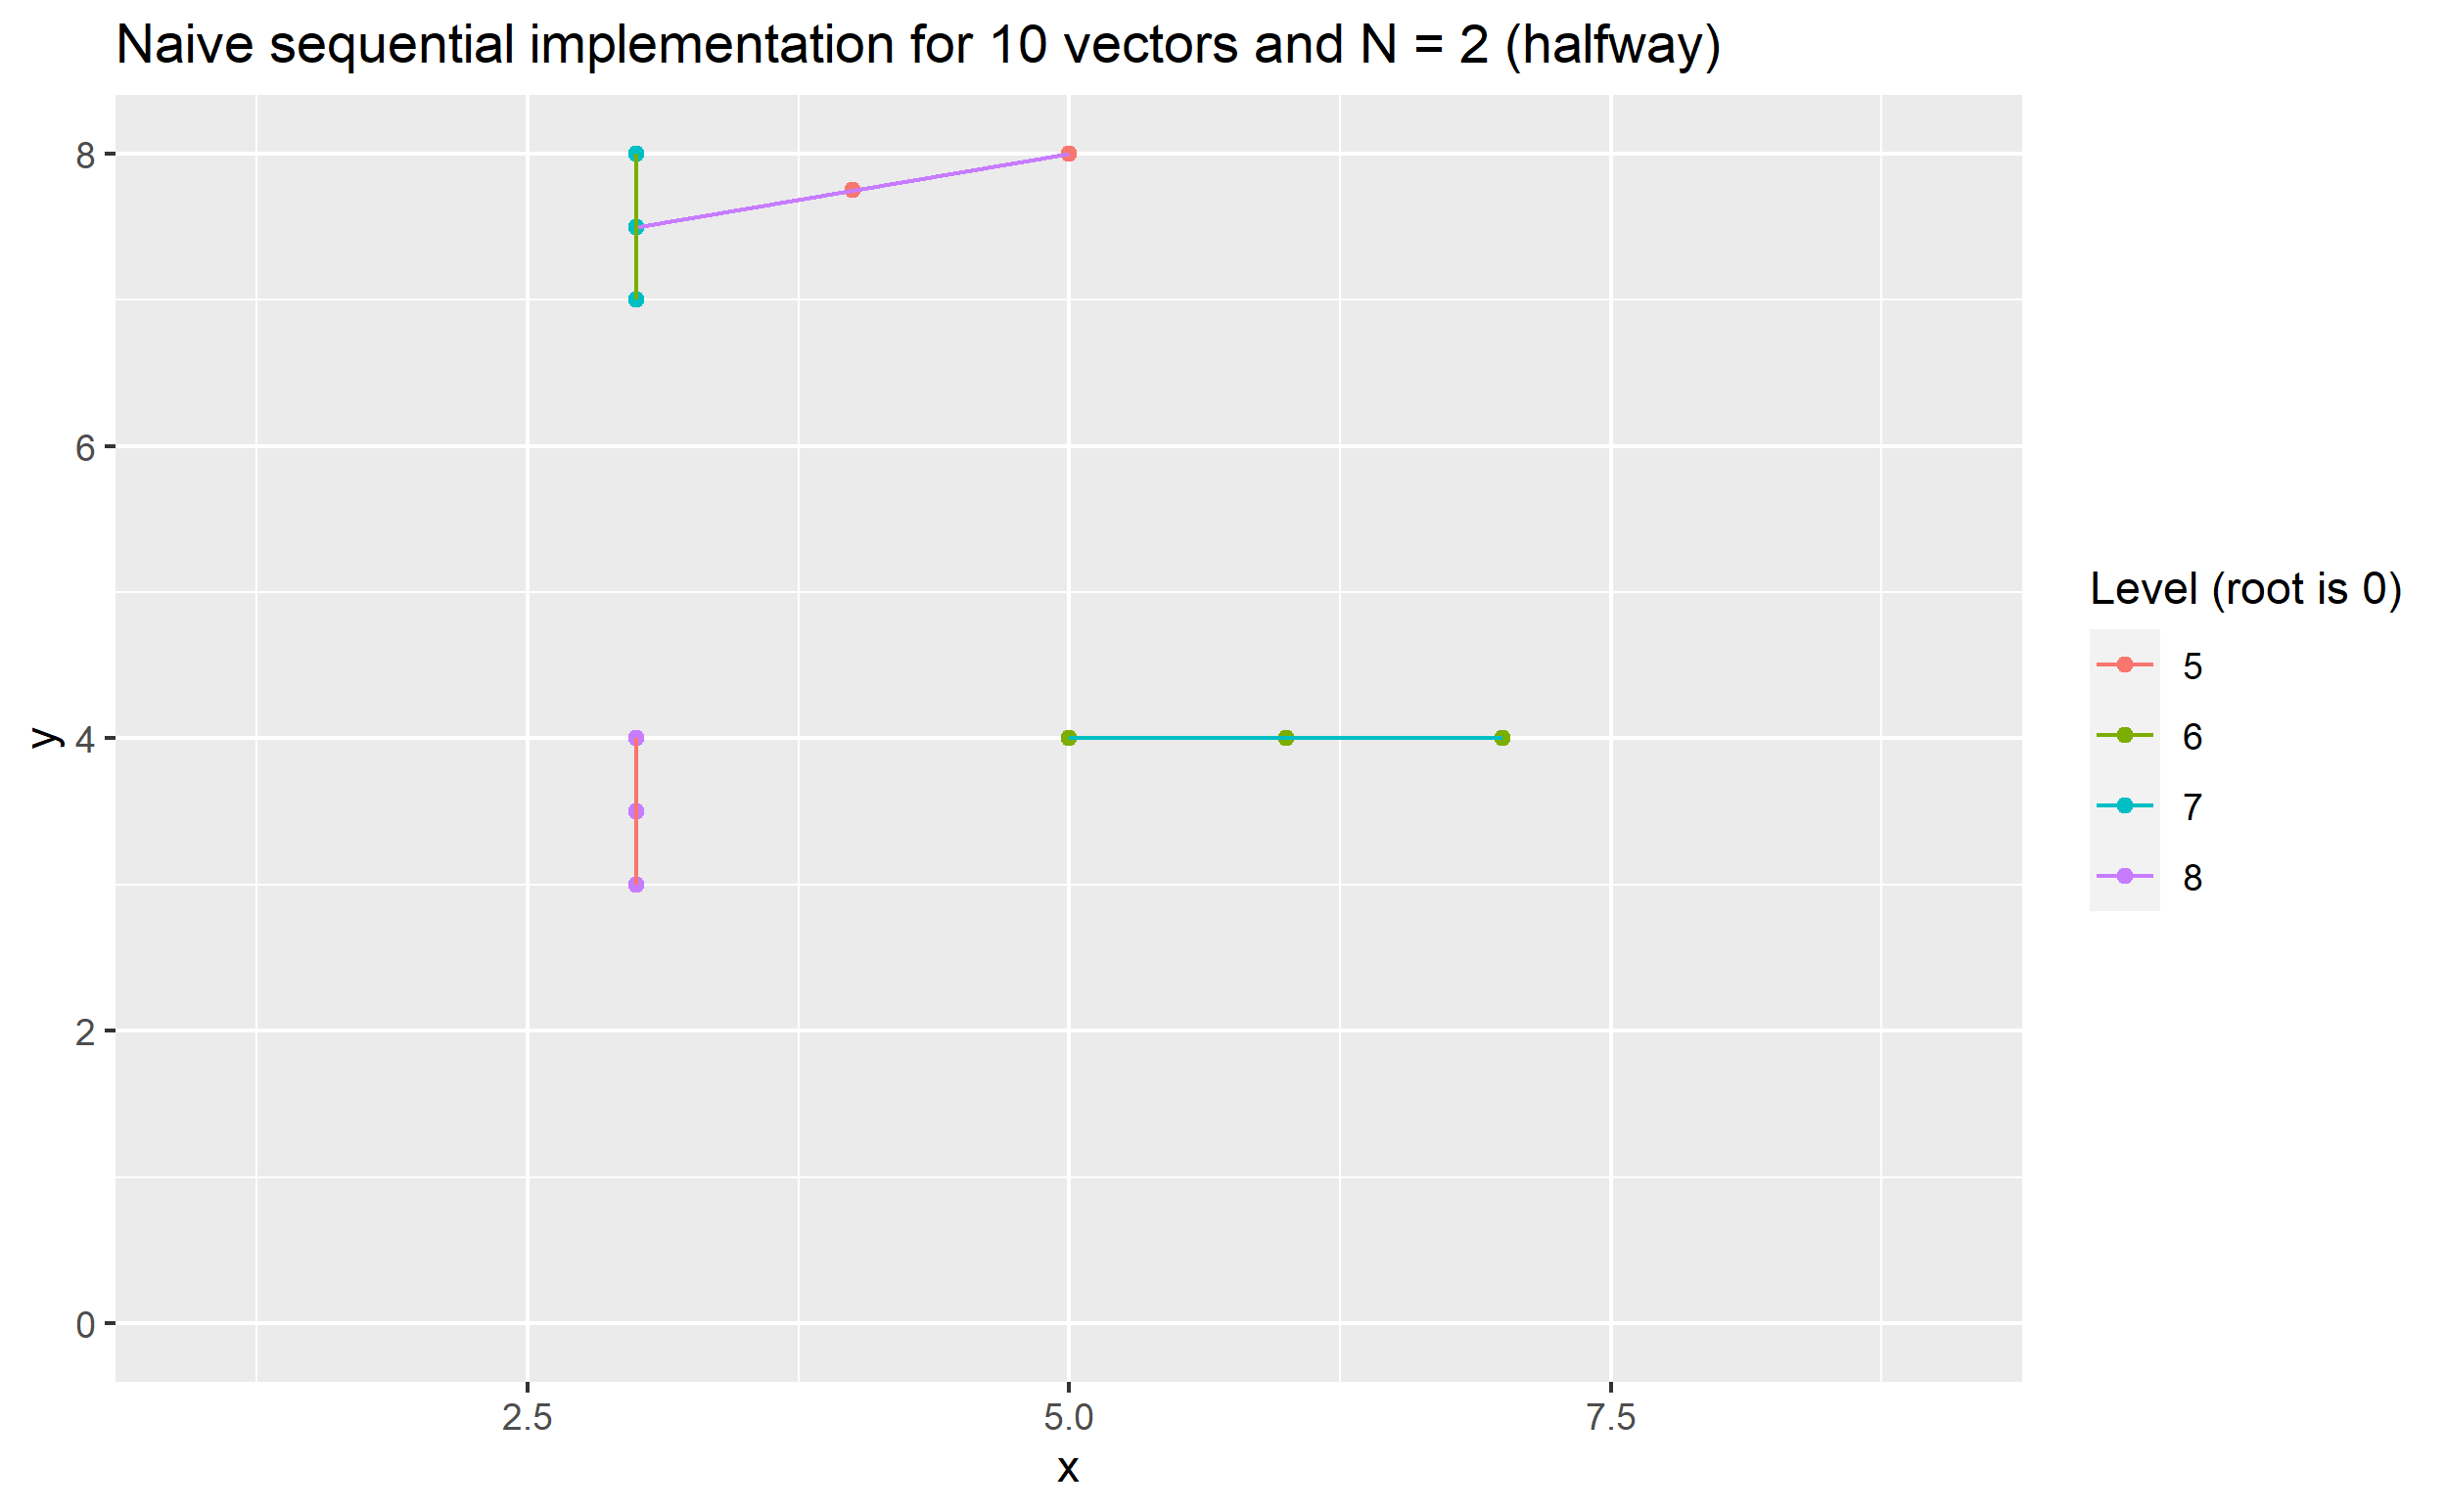 Naive sequential implementation for 10 vectors and N = 2 (halfway)
8
6
4
2
0
y
2.5 5.0 7.5
x
Level (root is 0)
5
6
7
8